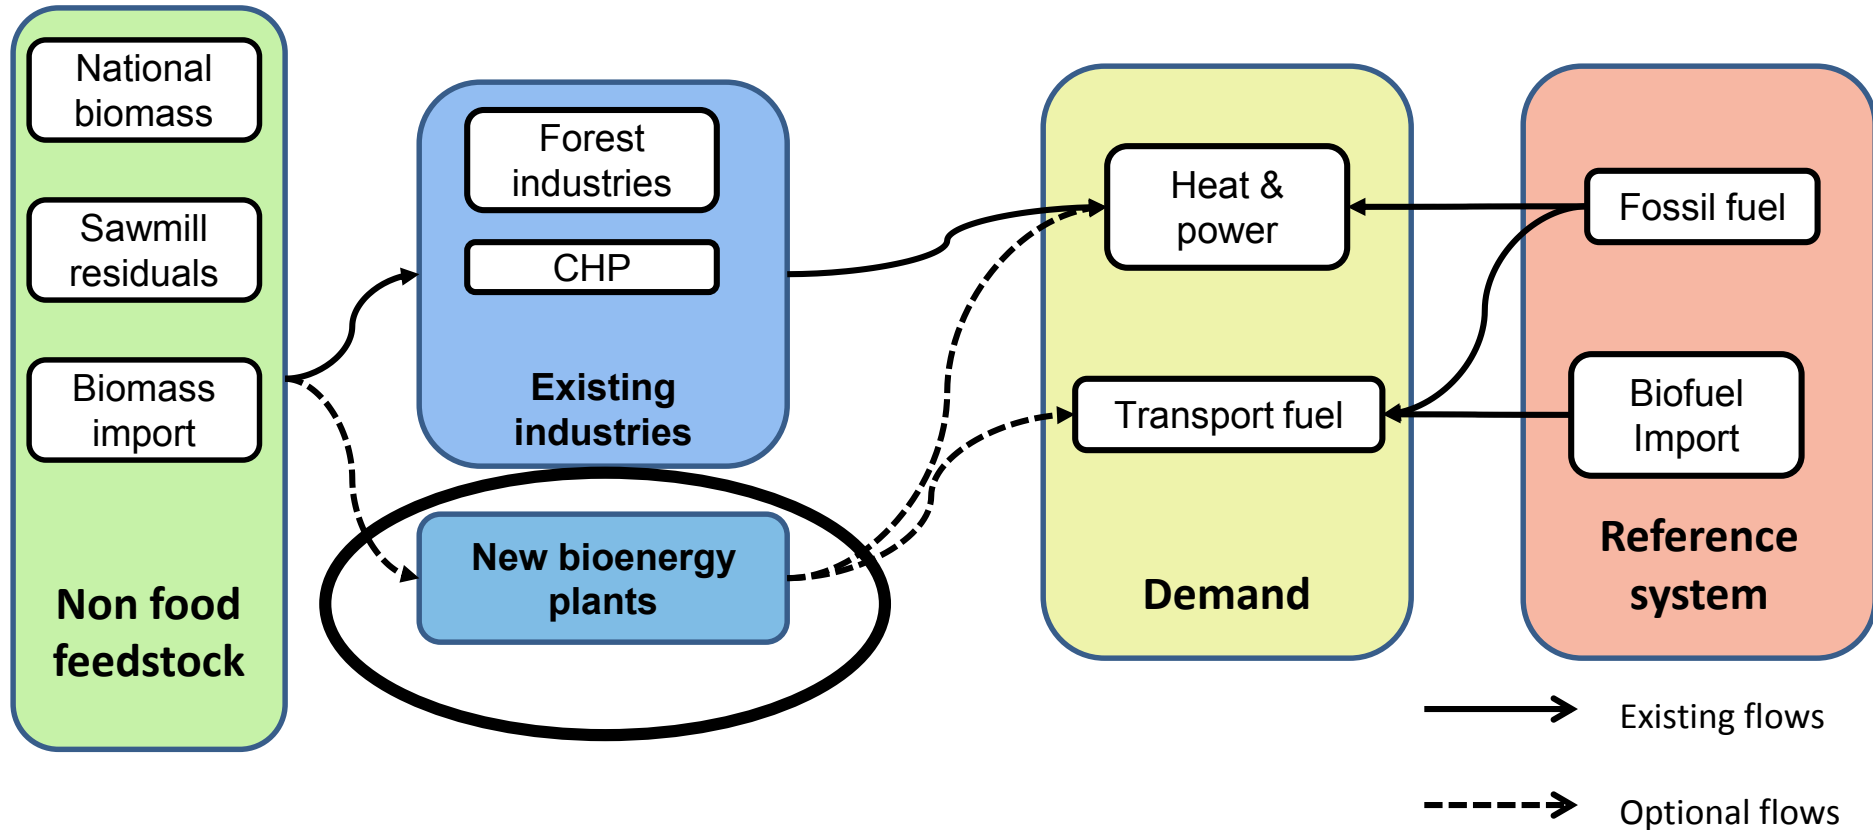 National
biomass
Sawmill
residuals
Biomass
import
Non food
feedstock
Forest
industries
CHP
Existing
industries
New bioenergy
plants
Heat &
power
Transport fuel
Demand
Fossil fuel
Biofuel
Import
Reference
system
Existing flows
Optional flows